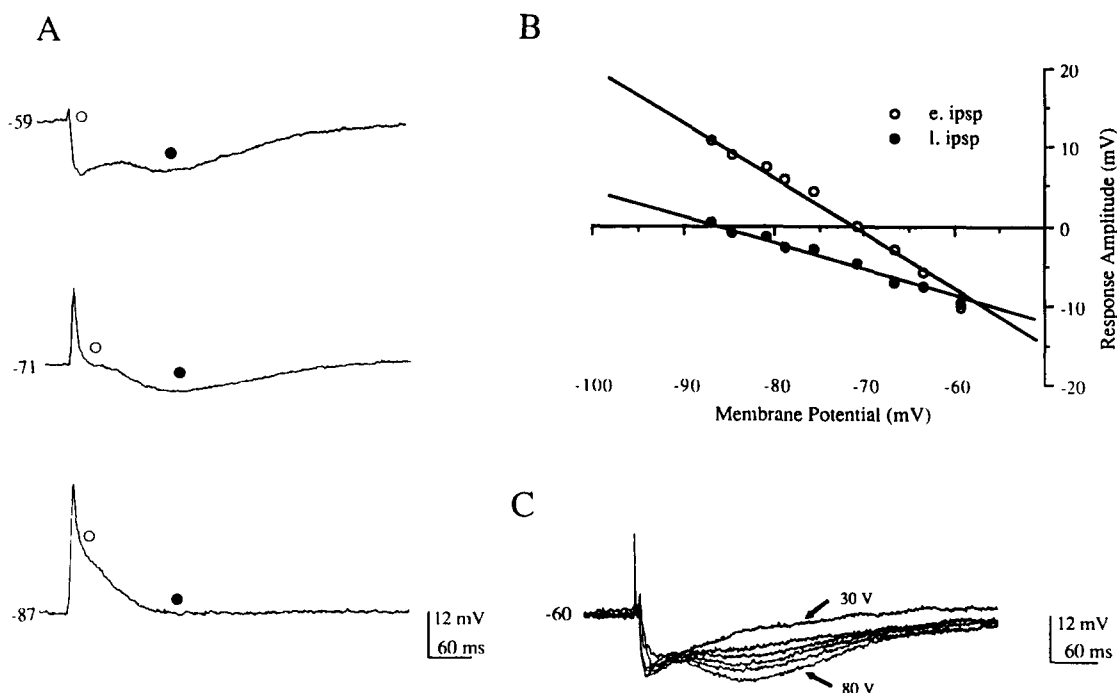 A
-59
-71
-87
12 mV
60 ms
B
e. ipsp
l. ipsp
20
10
0
-10
-20
Response Amplitude (mV)
-100
-90
-80
-70
-60
Membrane Potential (mV)
C
-60
30 V
80 V
12 mV
60 ms